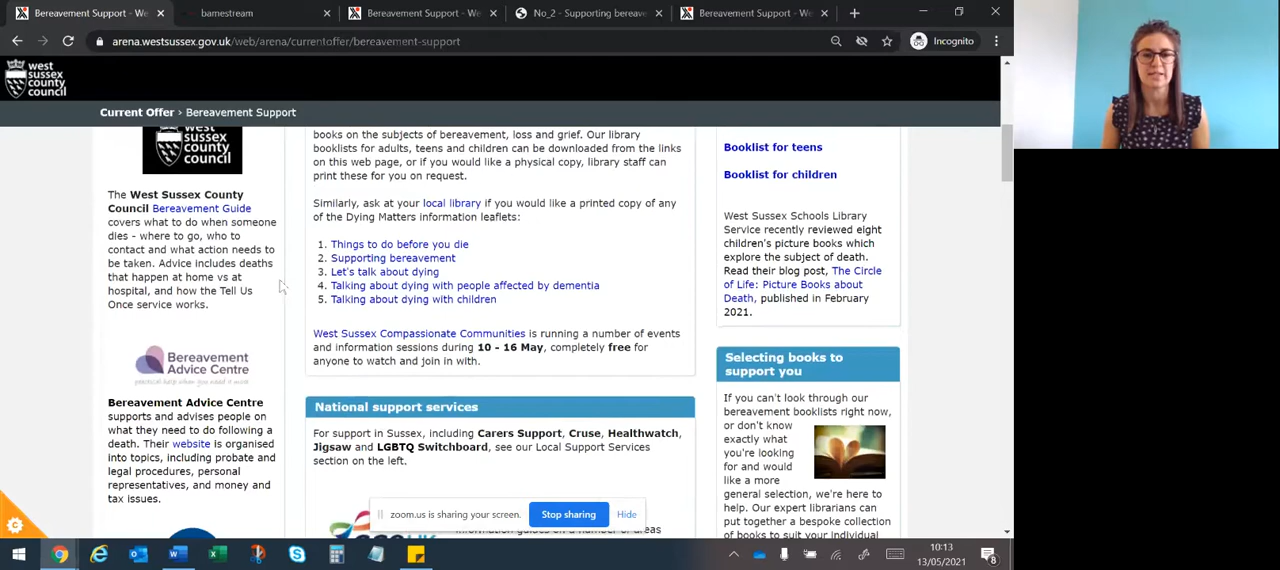 Bereavement Support - We
bamestream
Bereavement Support - We
No_2 - Supporting bereav
Bereavement Support - We
arena.westsussex.gov.uk/web/arena/currentoffer/bereavement-support
Incognito
west
sussex
county
council
Current Offer › Bereavement Support
west
sussex
county
council
The West Sussex County
Council Bereavement Guide
covers what to do when someone
dies - where to go, who to
contact and what action needs to
be taken. Advice includes deaths
that happen at home vs at
hospital, and how the Tell Us
Once service works.
Bereavement
Advice Centre
practical help when you need it most
Bereavement Advice Centre
supports and advises people on
what they need to do following a
death. Their website is organised
into topics, including probate and
legal procedures, personal
representatives, and money and
tax issues.
books on the subjects of bereavement, loss and grief. Our library
booklists for adults, teens and children can be downloaded from the links
on this web page, or if you would like a physical copy, library staff can
print these for you on request.
Similarly, ask at your local library if you would like a printed copy of any
of the Dying Matters information leaflets:
1. Things to do before you die
2. Supporting bereavement
3. Let's talk about dying
4. Talking about dying with people affected by dementia
5. Talking about dying with children
West Sussex Compassionate Communities is running a number of events
and information sessions during 10 - 16 May, completely free for
anyone to watch and join in with.
National support services
For support in Sussex, including Carers Support, Cruse, Healthwatch,
Jigsaw and LGBTQ Switchboard, see our Local Support Services
section on the left.
Booklist for teens
Booklist for children
West Sussex Schools Library
Service recently reviewed eight
children's picture books which
explore the subject of death.
Read their blog post, The Circle
of Life: Picture Books about
Death, published in February
2021.
Selecting books to
support you
If you can't look through our
bereavement booklists right now,
or don't know
exactly what
you're looking
for and would
like a more
general selection, we're here to
help. Our expert librarians can
put together a bespoke collection
of books to suit your individual
zoom.us is sharing your screen.
Stop sharing
Hide
10:13
13/05/2021
8